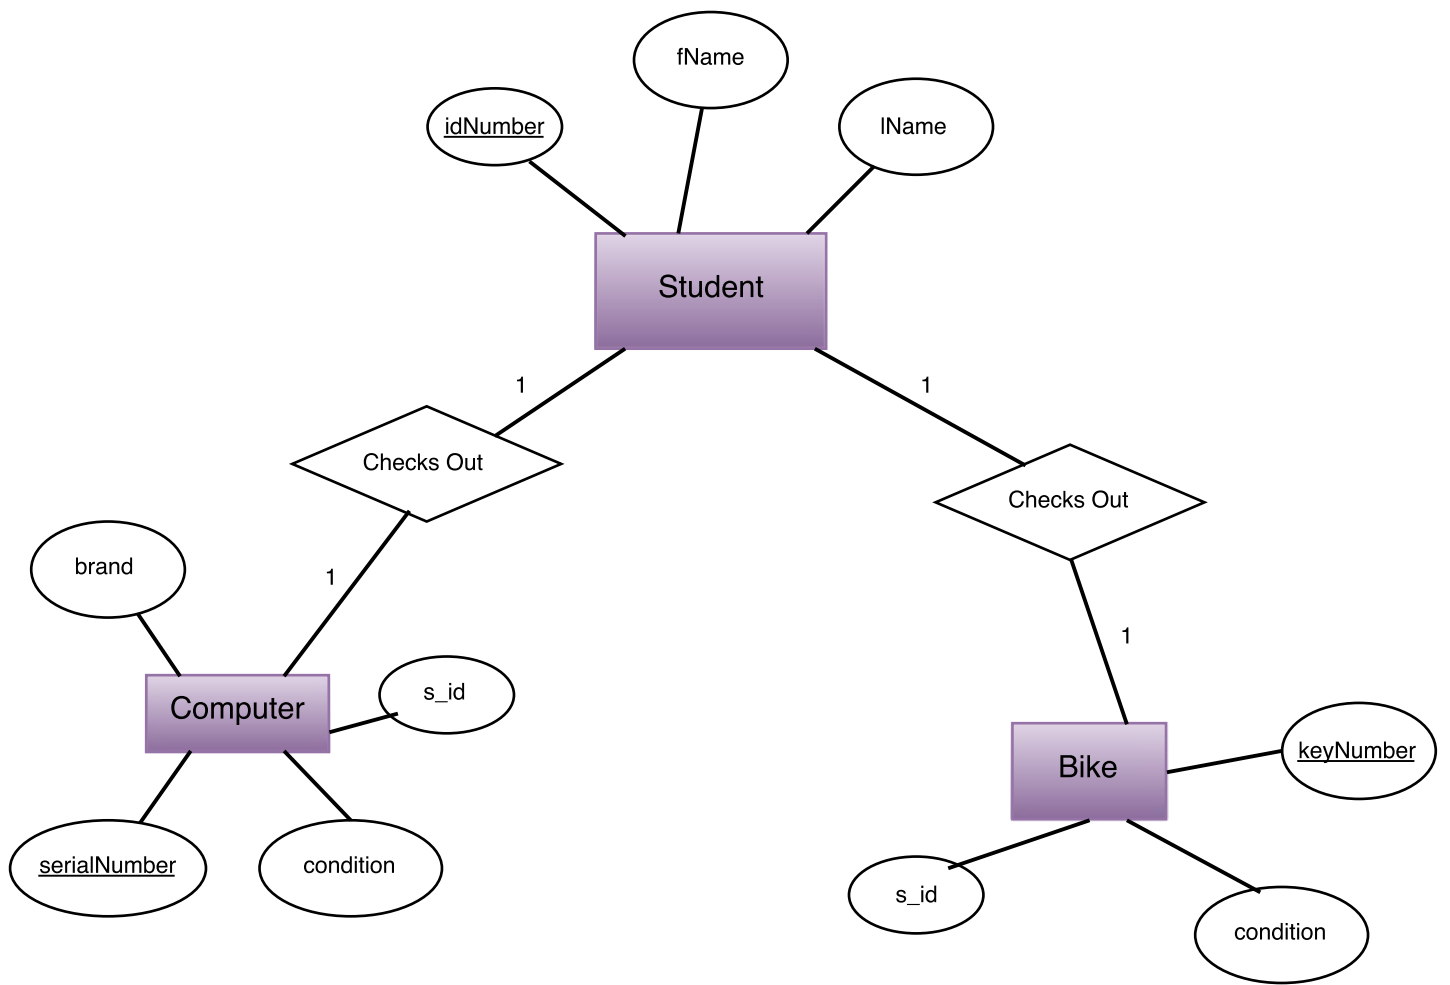 fName
idNumber
lName
Student
1
1
Checks Out
Checks Out
brand
1
1
s_id
Computer
keyNumber
Bike
serialNumber
condition
s_id
condition